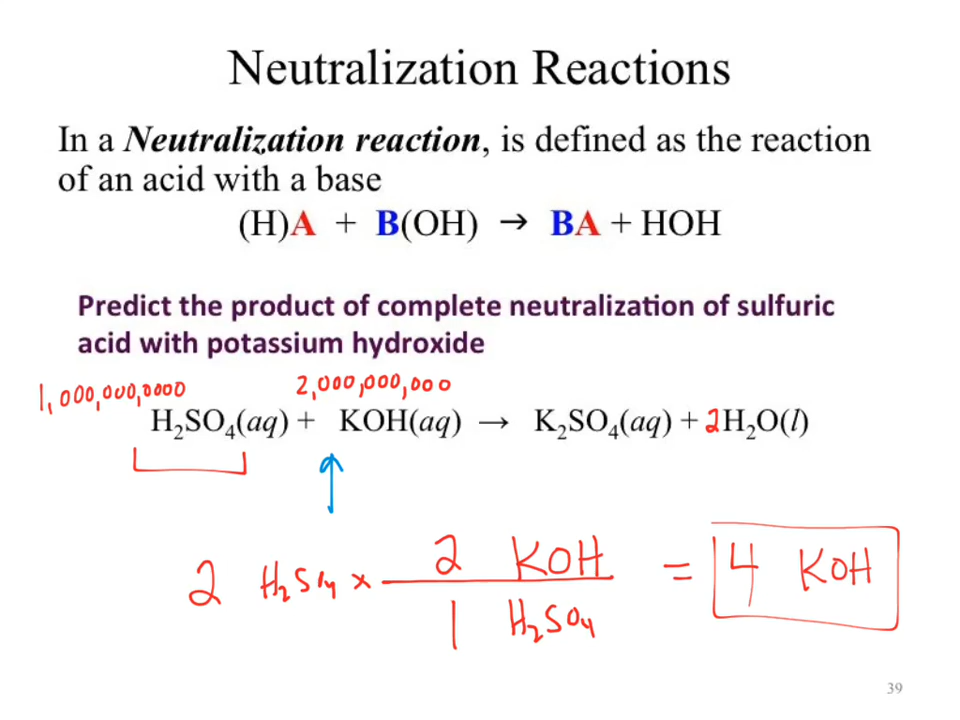 Neutralization Reactions
In a Neutralization reaction, is defined as the reaction
of an acid with a base
(H)A + B(OH) → BA + HOH
Predict the product of complete neutralization of sulfuric
acid with potassium hydroxide
1,000,000,0000 2,000,000,000
H₂SO₄(aq) + KOH(aq) → K₂SO₄(aq) + 2H₂O(l)
2 KOH
2 H₂SO₄ x = 4 KOH
1 H₂SO₄
39